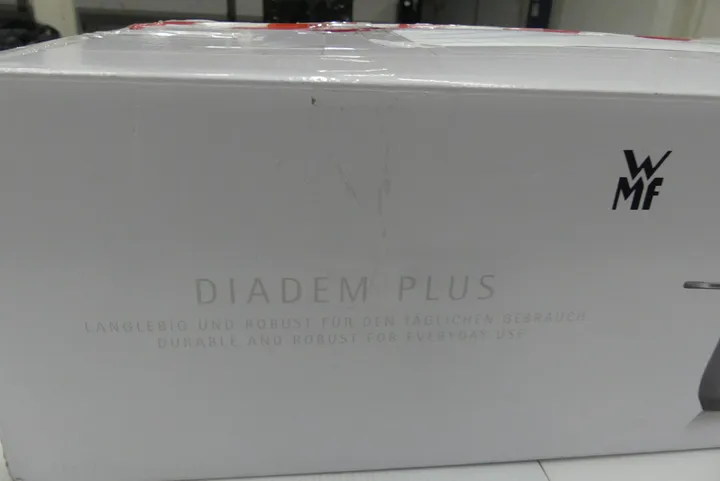 WMF
DIADEM PLUS
LANGLEBIG UND ROBUST FÜR DEN TÄGLICHEN GEBRAUCH
DURABLE AND ROBUST FOR EVERYDAY USE